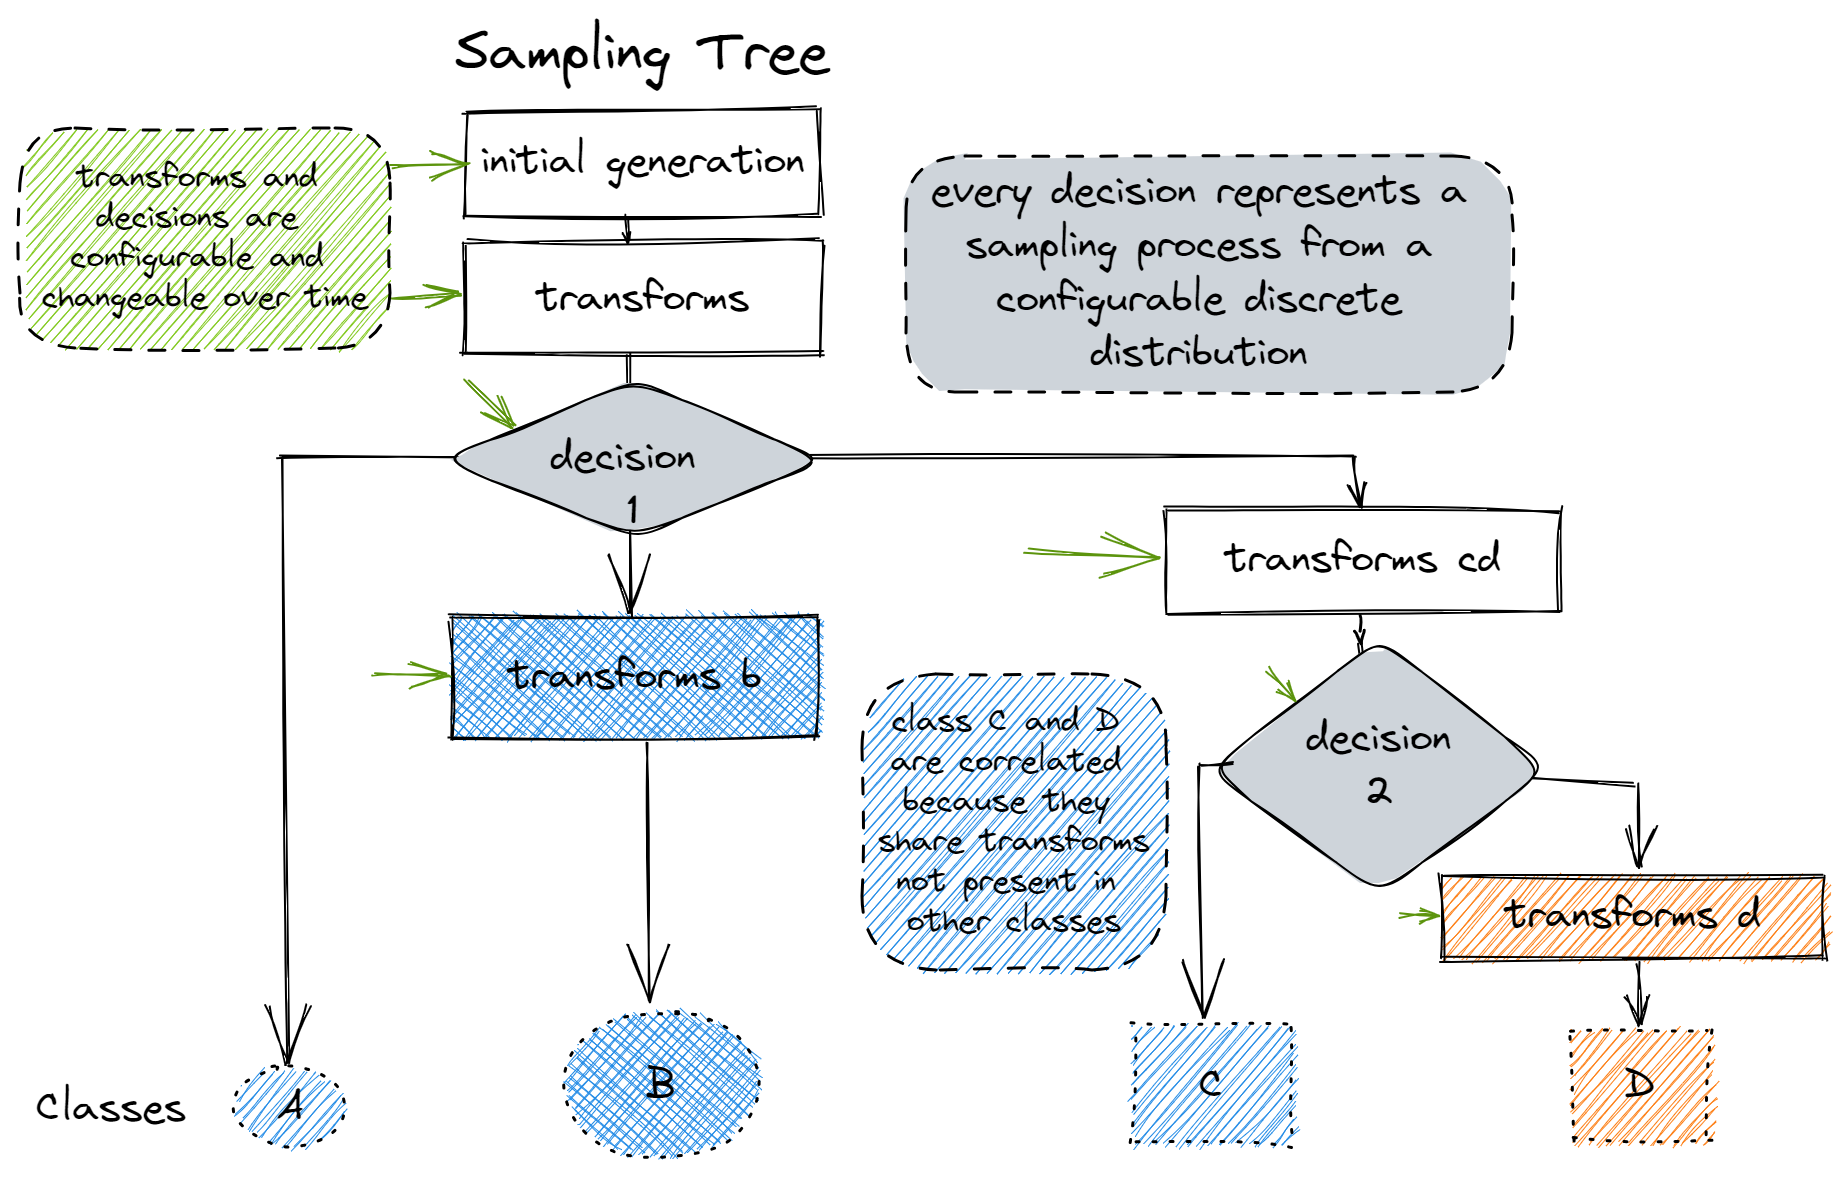 Sampling Tree
initial generation
transforms and
decisions are
configurable and
changeable over time
every decision represents a
sampling process from a
configurable discrete
distribution
transforms
decision
1
transforms cd
transforms b
class C and D
are correlated
because they
share transforms
not present in
other classes
decision
2
transforms d
Classes
A
B
C
D